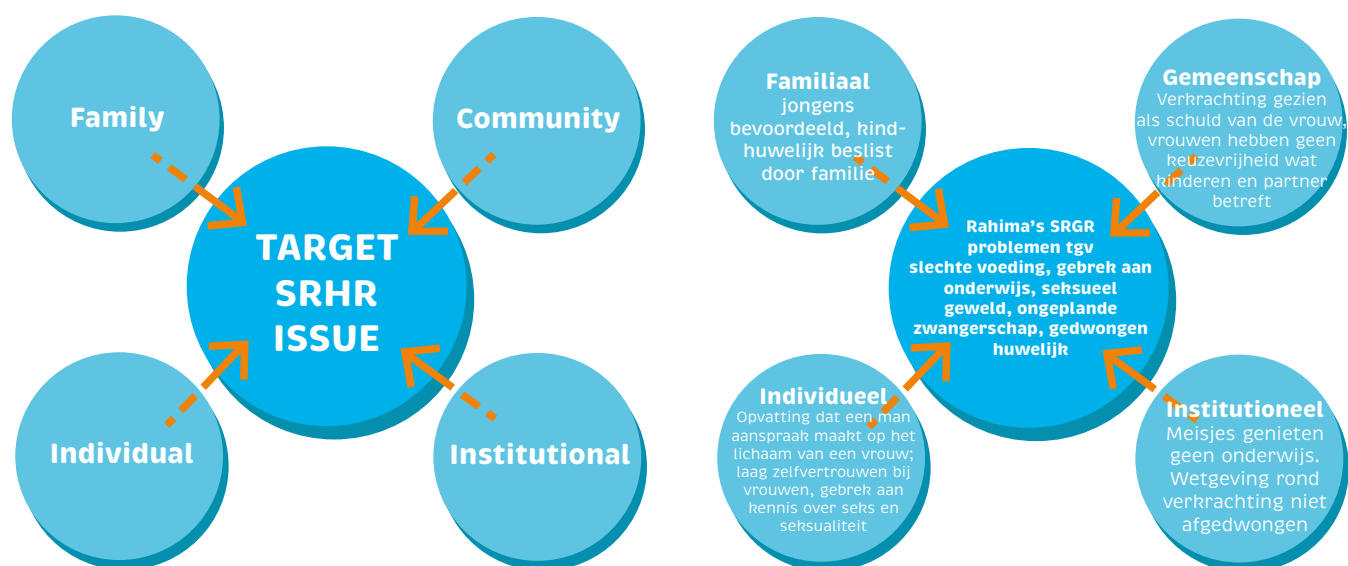 Family
Community
TARGET
SRHR
ISSUE
Individual
Institutional
Familiaal
jongens
bevoordeeld, kind-
huwelijk beslist
door familie
Gemeenschap
Verkrachting gezien
als schuld van de vrouw,
vrouwen hebben geen
keuzevrijheid wat
kinderen en partner
betreft
Rahima's SRGR
problemen tgv
slechte voeding, gebrek aan
onderwijs, seksueel
geweld, ongeplande
zwangerschap, gedwongen
huwelijk
Individueel
Opvatting dat een man
aanspraak maakt op het
lichaam van een vrouw;
laag zelfvertrouwen bij
vrouwen, gebrek aan
kennis over seks en
seksualiteit
Institutioneel
Meisjes genieten
geen onderwijs.
Wetgeving rond
verkrachting niet
afgedwongen